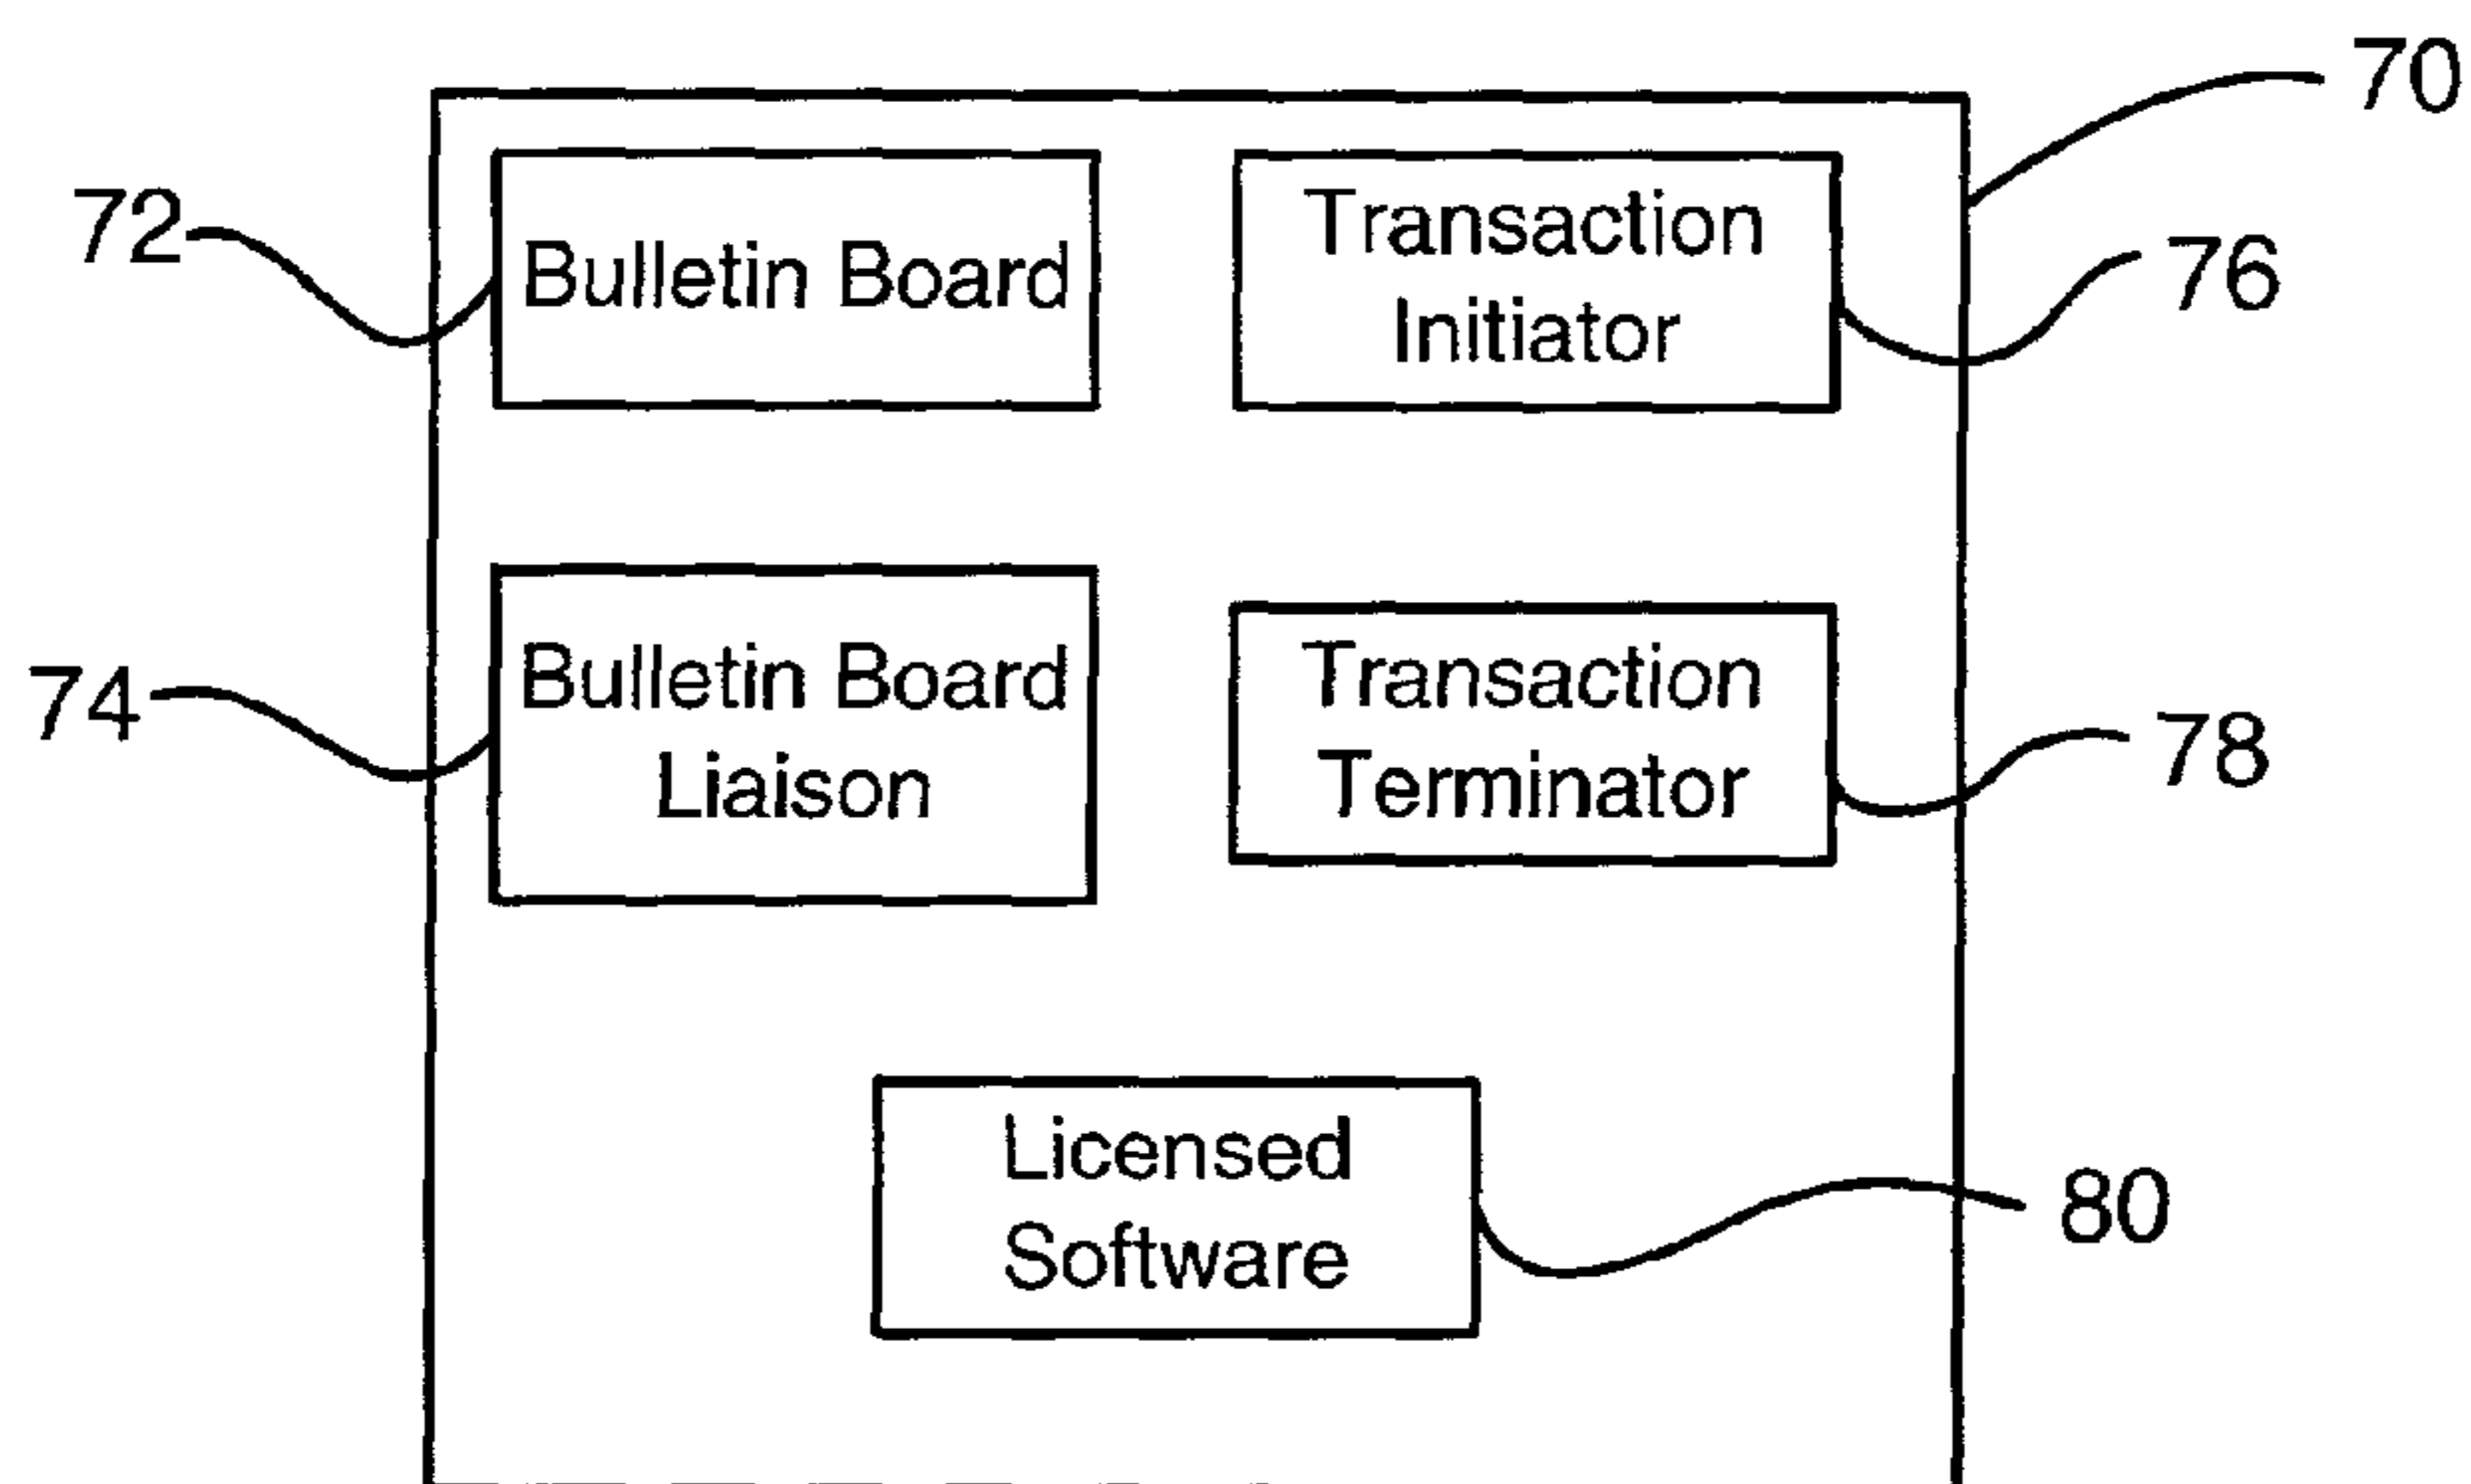 70
72
Bulletin Board
Transaction
Initiator
76
74
Bulletin Board
Liaison
Transaction
Terminator
78
Licensed
Software
80